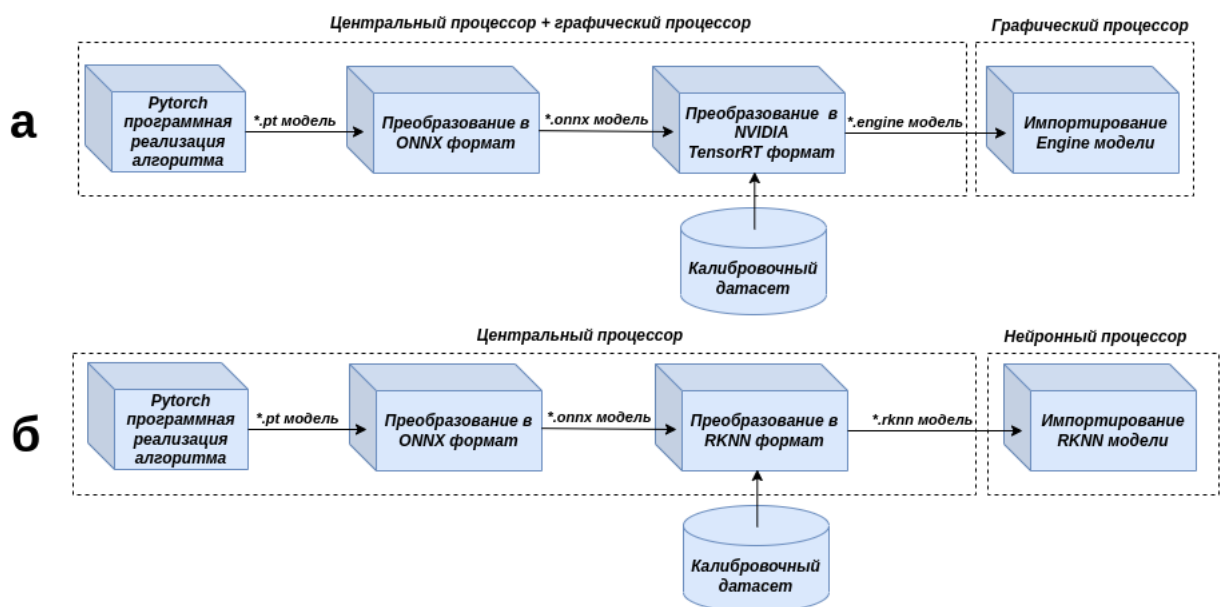 Центральный процессор + графический процессор
Графический процессор
а
Pytorch
программная
реализация
алгоритма
*.pt модель
Преобразование в
ONNX формат
*.onnx модель
Преобразование в
NVIDIA
TensorRT формат
*.engine модель
Импортирование
Engine модели
Калибровочный
датасет
Центральный процессор
Нейронный процессор
б
Pytorch
программная
реализация
алгоритма
*.pt модель
Преобразование в
ONNX формат
*.onnx модель
Преобразование в
RKNN формат
*.rknn модель
Импортирование
RKNN модели
Калибровочный
датасет